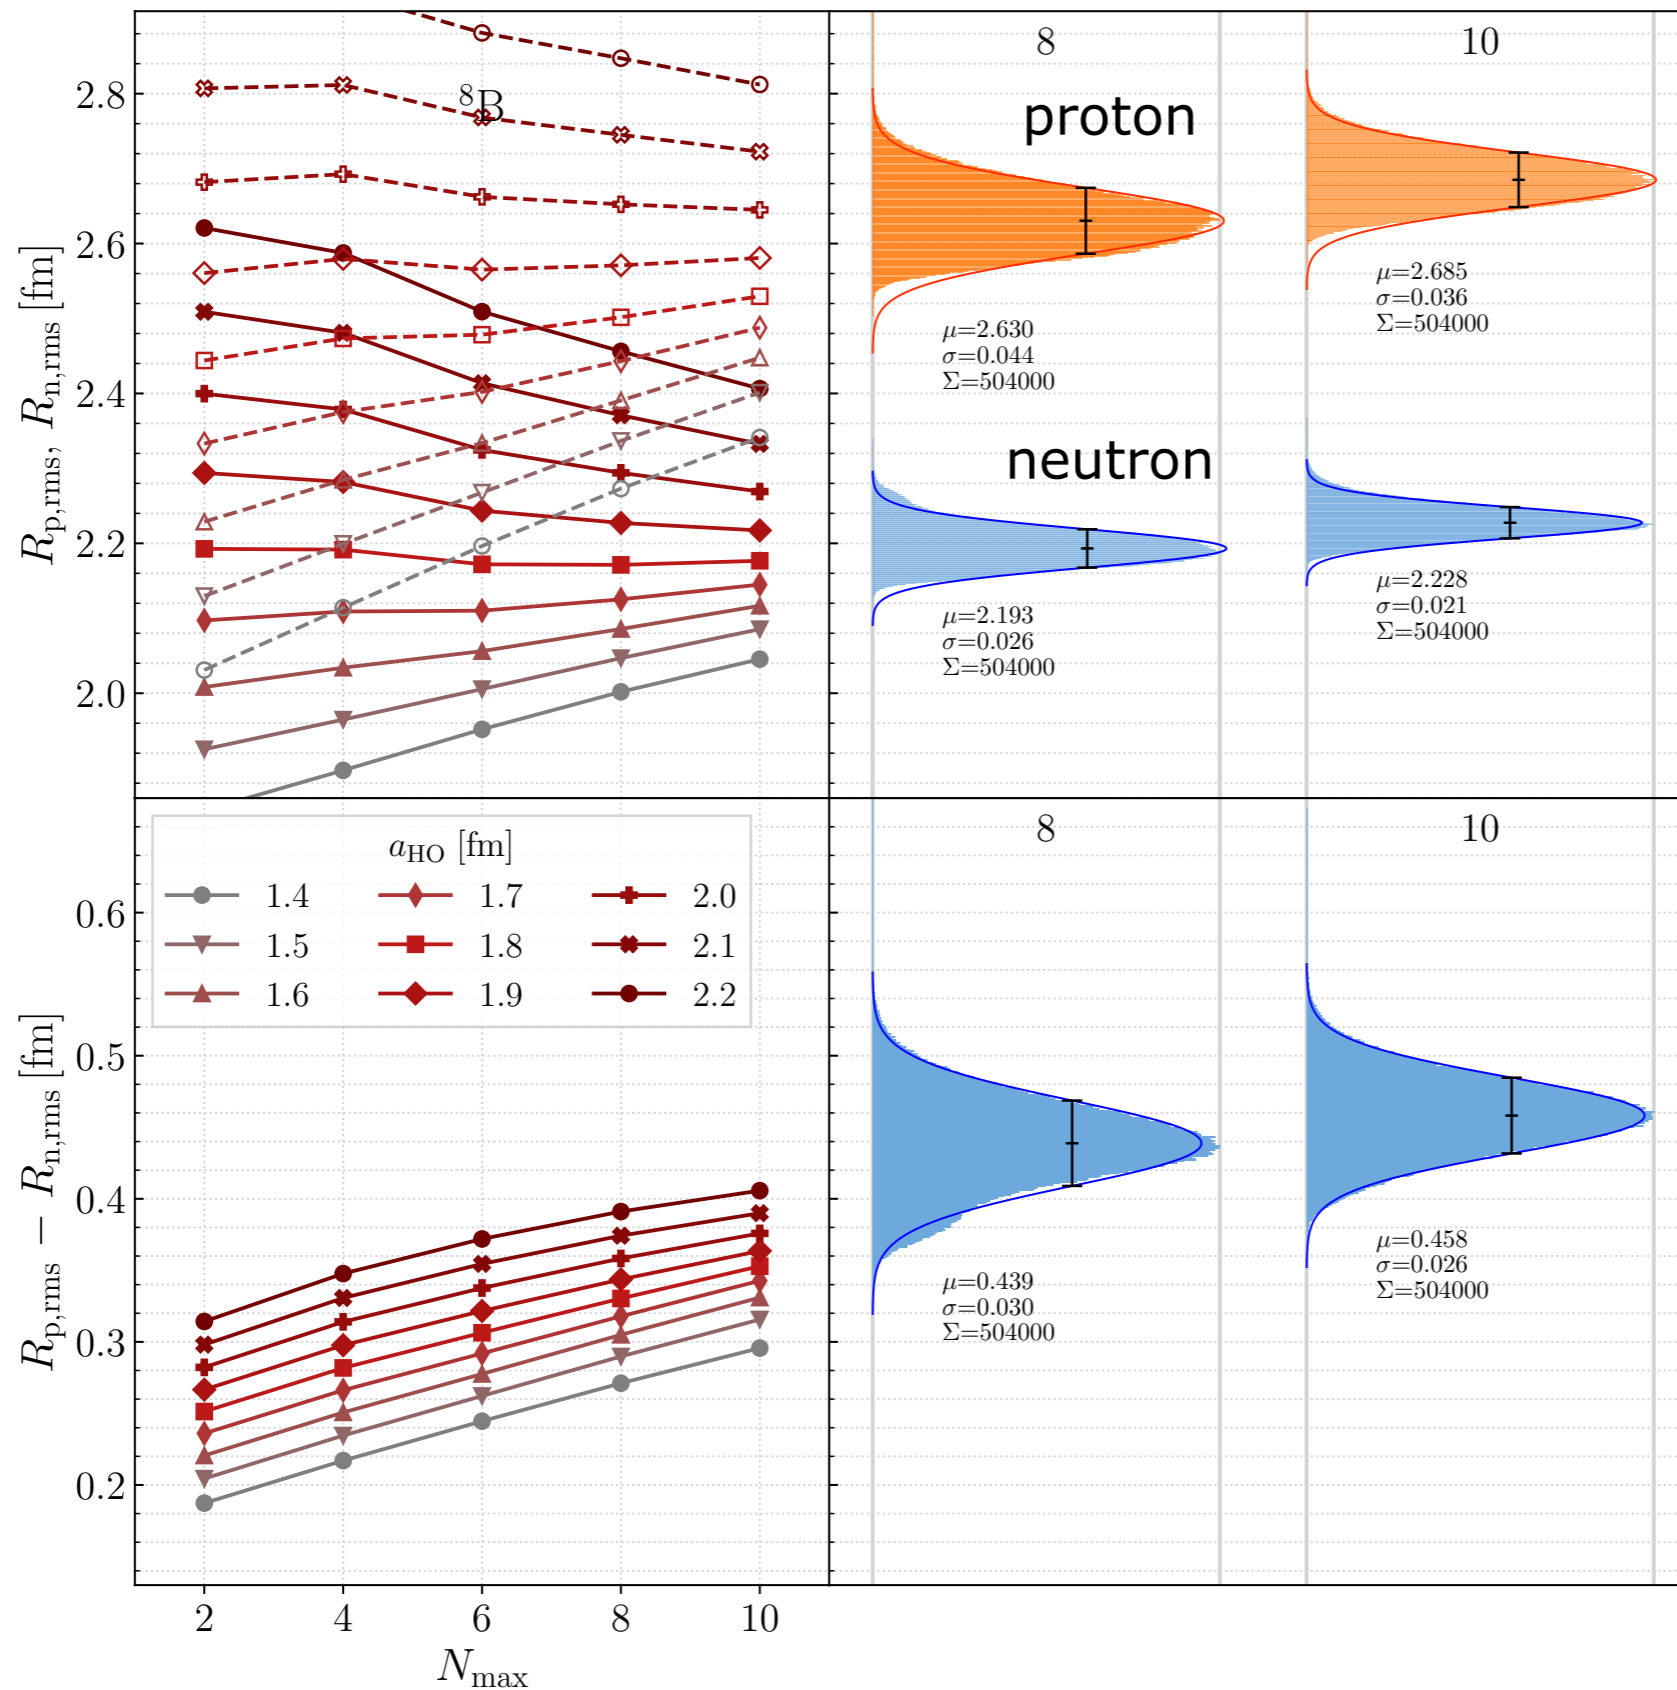 8
10
⁸B
proton
neutron
R_p,rms, R_n,rms [fm]
2.8
2.6
2.4
2.2
2.0
μ=2.630
σ=0.044
Σ=504000
μ=2.685
σ=0.036
Σ=504000
μ=2.193
σ=0.026
Σ=504000
μ=2.228
σ=0.021
Σ=504000
8
10
a_HO [fm]
1.4 1.7 2.0
1.5 1.8 2.1
1.6 1.9 2.2
R_p,rms − R_n,rms [fm]
0.6
0.5
0.4
0.3
0.2
μ=0.439
σ=0.030
Σ=504000
μ=0.458
σ=0.026
Σ=504000
2 4 6 8 10
N_max